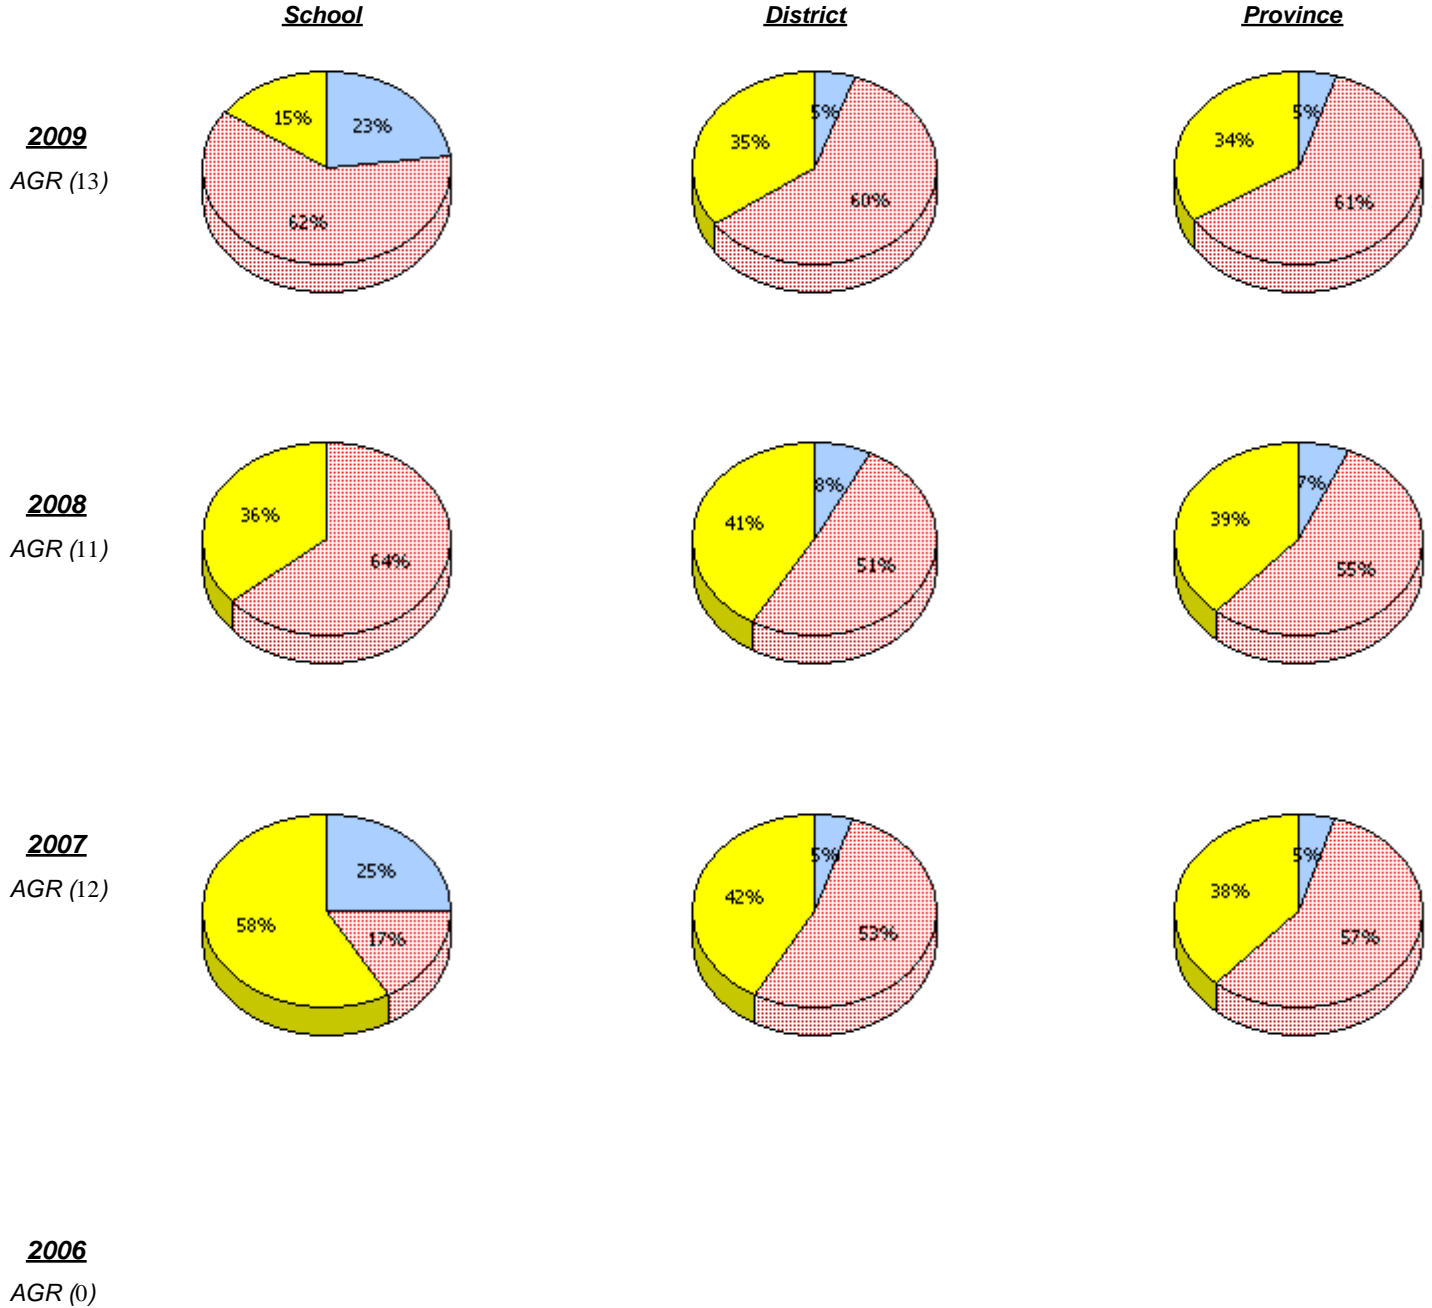 School District Province
15% 23% 35% 5% 34% 5%
2009
AGR (13)
62% 60% 61%
36% 64% 41% 8% 51% 39% 7% 55%
2008
AGR (11)
25% 5% 5%
2007
AGR (12)
58% 17% 42% 53% 38% 57%
2006
AGR (0)